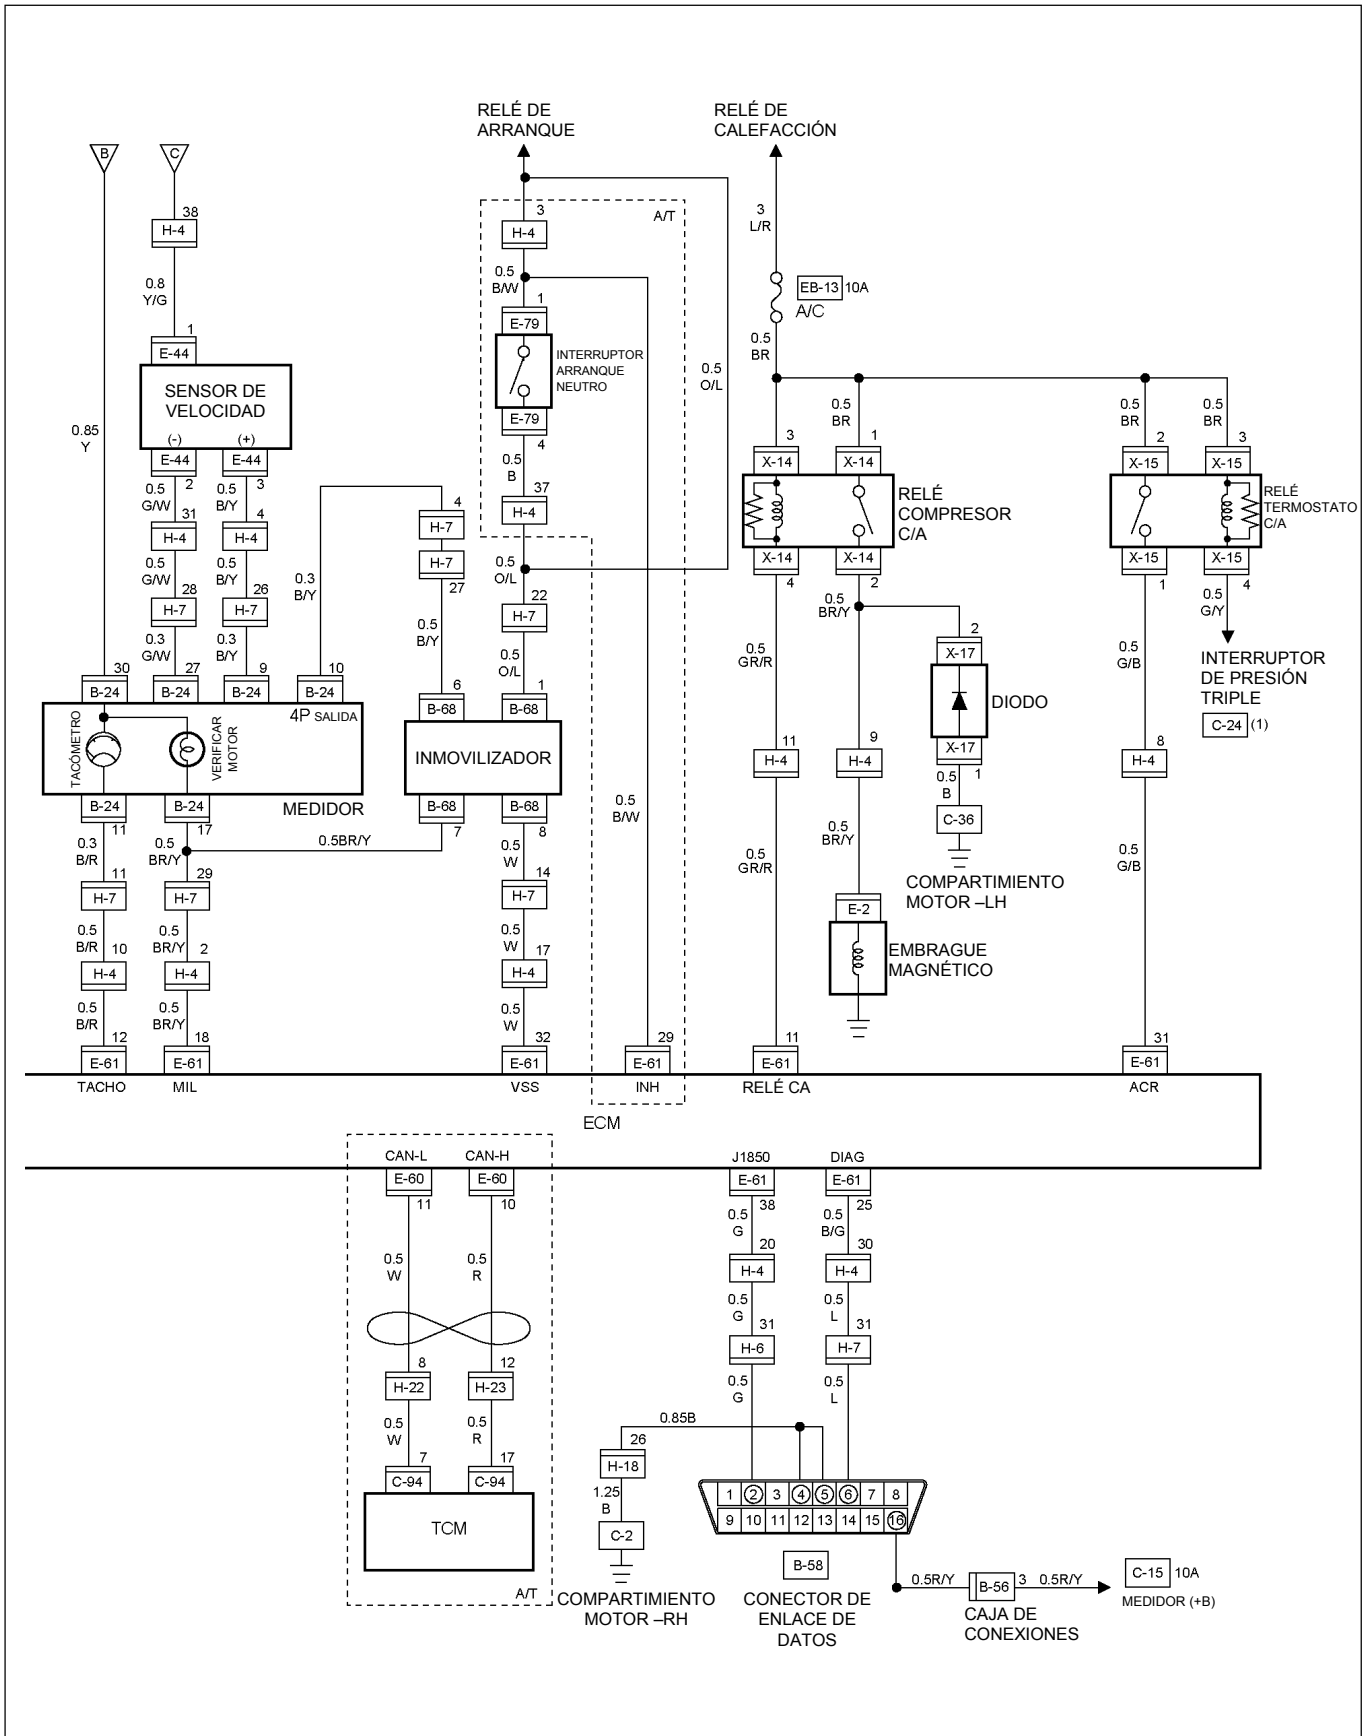 RELÉ DE
ARRANQUE
RELÉ DE
CALEFACCIÓN
B
C
38
H-4
3
H-4
A/T
3
L/R
0.8
Y/G
0.5
B/W
EB-13 10A
A/C
1
E-44
1
E-79
INTERRUPTOR
ARRANQUE
NEUTRO
0.5
BR
SENSOR DE
VELOCIDAD
(-)
(+)
0.5
O/L
0.85
Y
E-79
4
0.5
BR
0.5
BR
0.5
BR
E-44
2
E-44
3
0.5
B
3
X-14
1
X-14
2
X-15
3
X-15
0.5
G/W
0.5
B/Y
37
H-4
4
H-7
RELÉ
COMPRESOR
C/A
RELÉ
TERMOSTATO
C/A
31
H-4
4
H-4
0.5
G/W
0.5
B/Y
H-7
27
0.5
O/L
X-14
4
X-14
2
X-15
1
X-15
4
0.3
B/Y
28
H-7
26
H-7
22
H-7
0.5
BR/Y
0.5
G/Y
0.3
G/W
0.3
B/Y
0.5
B/Y
0.5
O/L
0.5
GR/R
2
X-17
0.5
G/B
INTERRUPTOR
DE PRESIÓN
TRIPLE
C-24 (1)
30
B-24
27
B-24
9
B-24
10
B-24
6
B-68
1
B-68
DIODO
TACÓMETRO
VERIFICAR
MOTOR
4P SALIDA
MEDIDOR
INMOVILIZADOR
11
H-4
9
H-4
X-17
1
8
H-4
0.5
B
C-36
B-24
11
B-24
17
B-68
7
B-68
8
0.5
B/W
0.5BR/Y
0.3
B/R
0.5
BR/Y
0.5
W
0.5
GR/R
0.5
BR/Y
0.5
G/B
COMPARTIMIENTO
MOTOR –LH
11
H-7
29
H-7
14
H-7
E-2
EMBRAGUE
MAGNÉTICO
0.5
B/R
0.5
BR/Y
0.5
W
10
H-4
2
H-4
17
H-4
0.5
B/R
0.5
BR/Y
0.5
W
12
E-61
18
E-61
32
E-61
29
E-61
11
E-61
31
E-61
TACHO
MIL
VSS
INH
RELÉ CA
ACR
ECM
CAN-L
CAN-H
J1850
DIAG
E-60
11
E-60
10
E-61
38
E-61
25
0.5
G
0.5
B/G
0.5
W
0.5
R
20
H-4
30
H-4
0.5
G
0.5
L
31
H-6
31
H-7
8
H-22
12
H-23
0.5
G
0.5
L
0.5
W
0.5
R
0.85B
26
H-18
7
C-94
17
C-94
1.25
B
C-2
TCM
A/T
1 2 3 4 5 6 7 8
9 10 11 12 13 14 15 16
B-58
COMPARTIMIENTO
MOTOR –RH
CONECTOR DE
ENLACE DE
DATOS
0.5R/Y
B-56
3
0.5R/Y
CAJA DE
CONEXIONES
C-15 10A
MEDIDOR (+B)